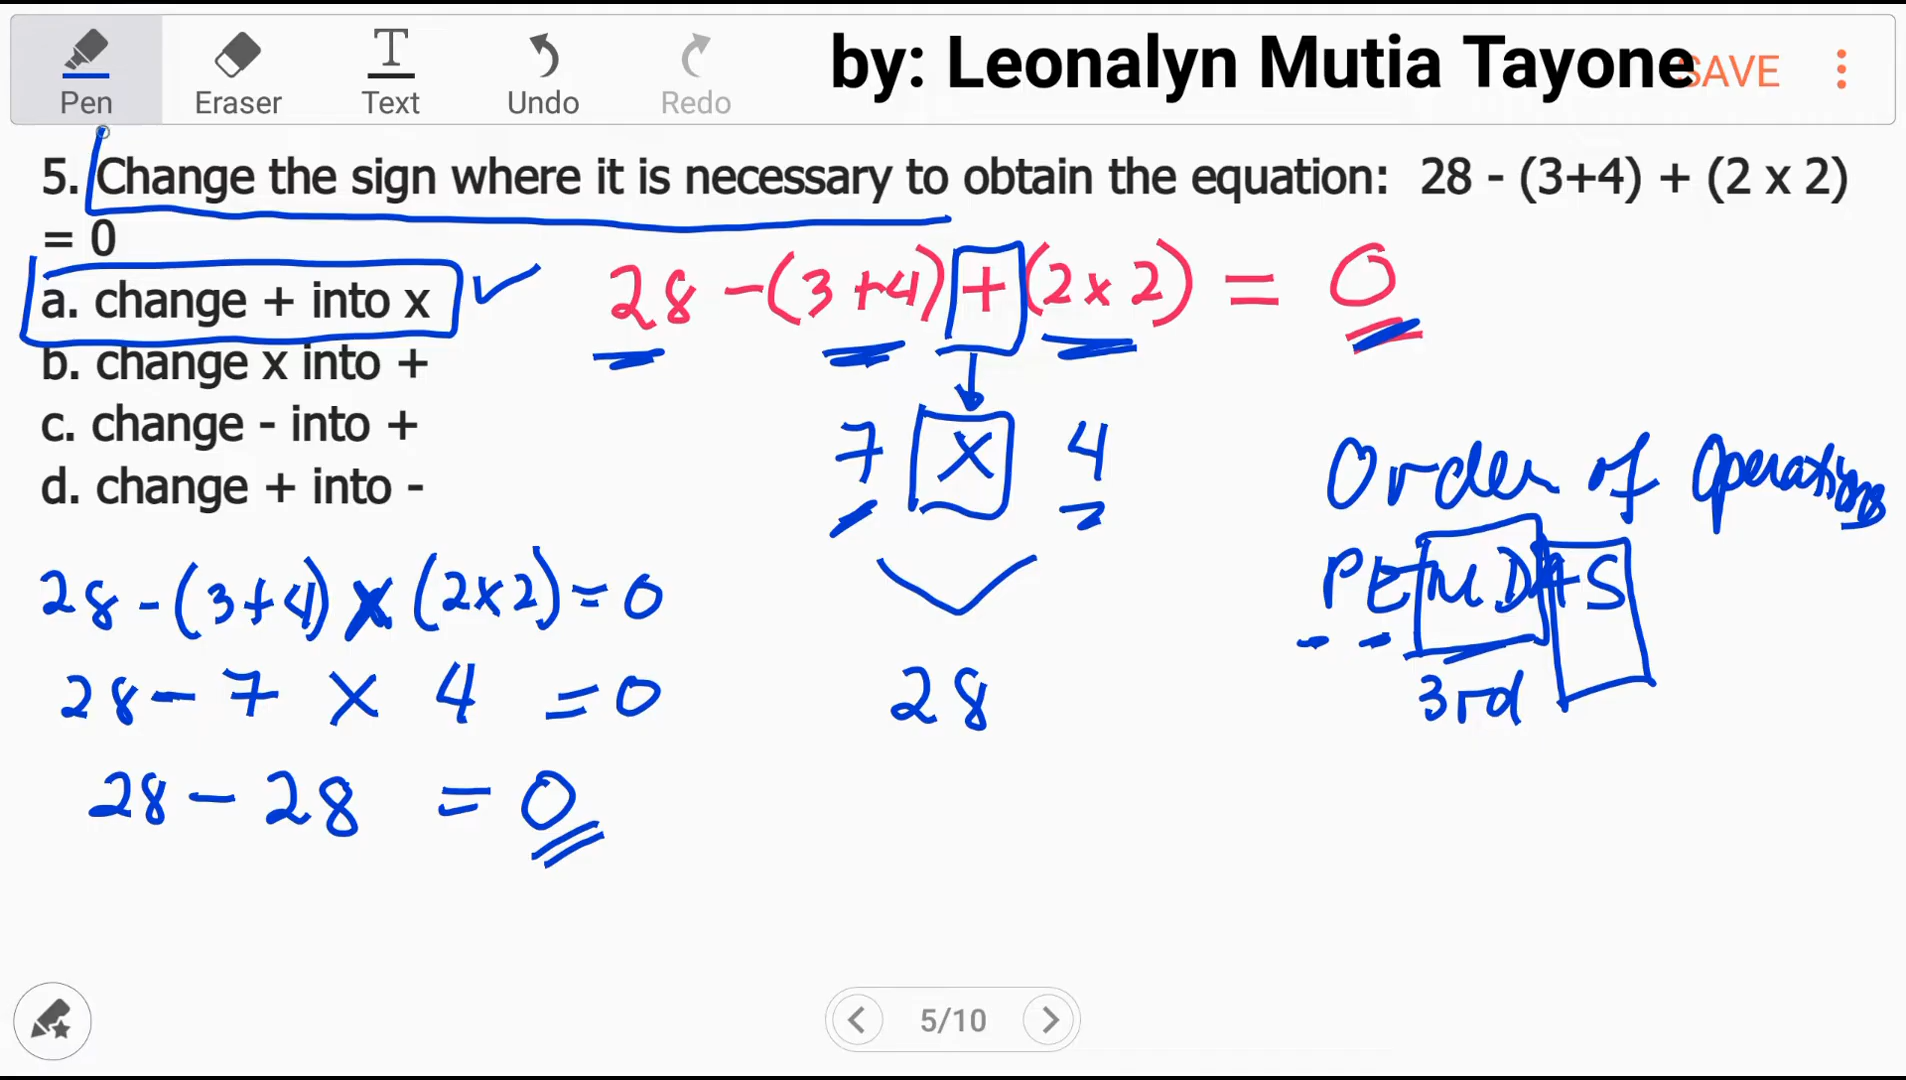 Pen Eraser Text Undo Redo by: Leonalyn Mutia Tayone SAVE
5. Change the sign where it is necessary to obtain the equation: 28 - (3+4) + (2 x 2)
= 0
a. change + into x
b. change x into +
c. change - into +
d. change + into -
28 - (3+4) + (2 x 2) = 0
7 x 4
28
28 - (3+4) x (2x2) = 0
28 - 7 x 4 = 0
28 - 28 = 0
Order of Operations
PEMDAS
3rd
5/10